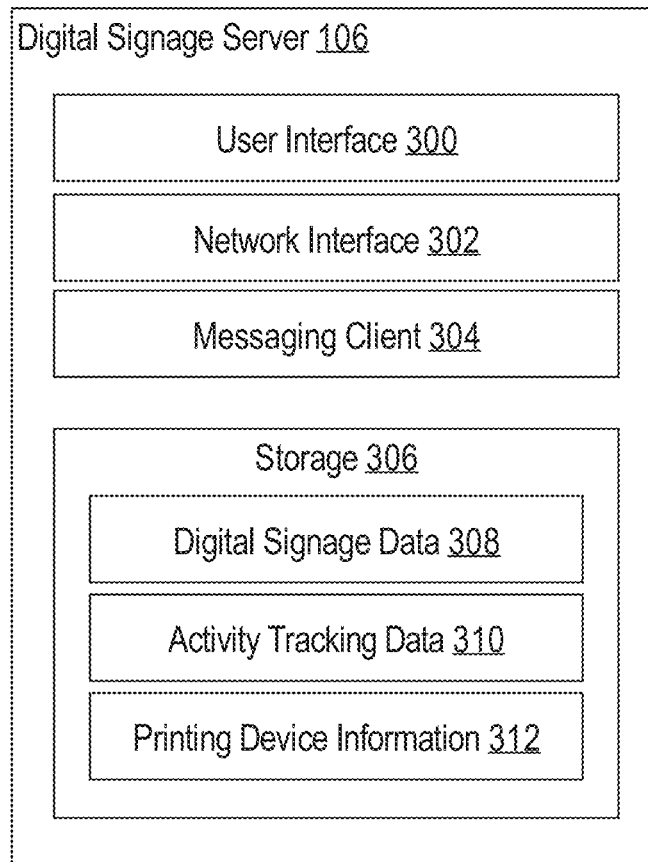 Digital Signage Server 106
User Interface 300
Network Interface 302
Messaging Client 304
Storage 306
Digital Signage Data 308
Activity Tracking Data 310
Printing Device Information 312